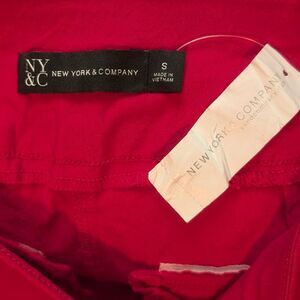 NY
&C
NEW YORK & COMPANY
S
MADE IN
VIETNAM
NEW YORK & COMPANY